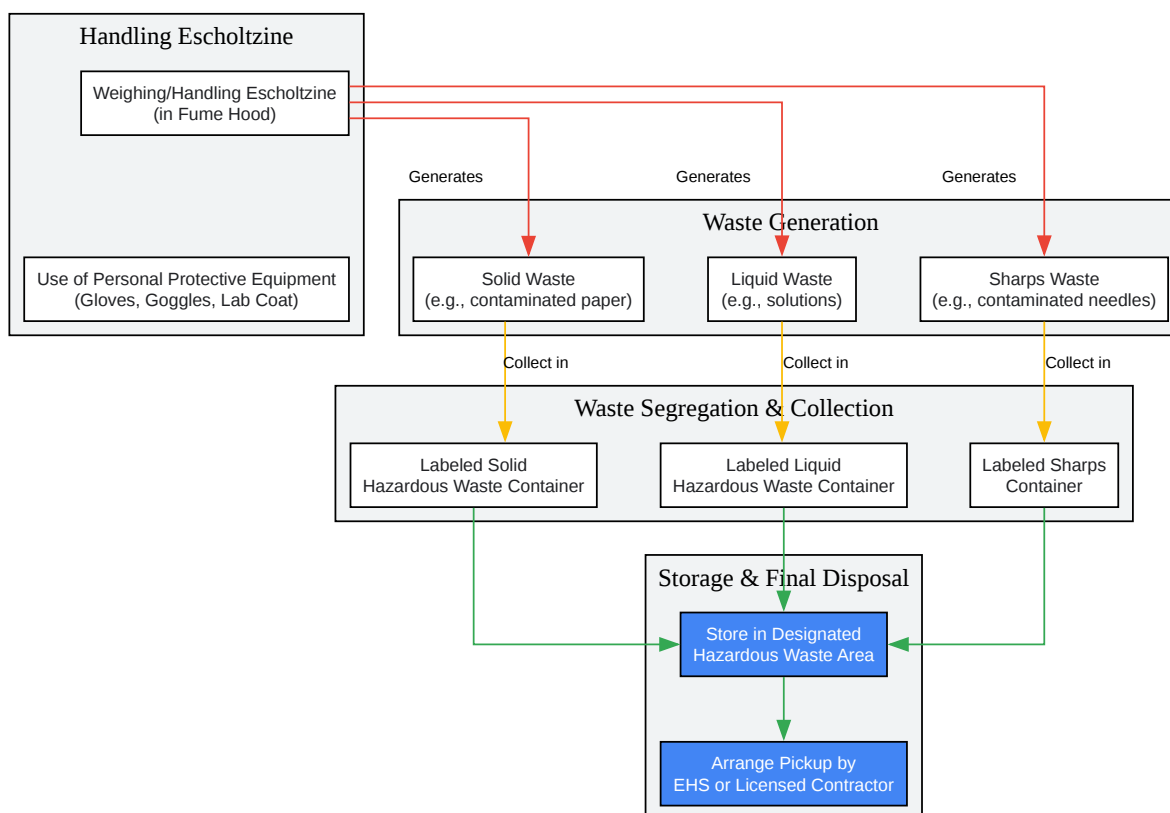 Handling Escholtzine
Weighing/Handling Escholtzine
(in Fume Hood)
Use of Personal Protective Equipment
(Gloves, Goggles, Lab Coat)
Generates
Generates
Generates
Waste Generation
Solid Waste
(e.g., contaminated paper)
Liquid Waste
(e.g., solutions)
Sharps Waste
(e.g., contaminated needles)
Collect in
Collect in
Collect in
Waste Segregation & Collection
Labeled Solid
Hazardous Waste Container
Labeled Liquid
Hazardous Waste Container
Labeled Sharps
Container
Storage & Final Disposal
Store in Designated
Hazardous Waste Area
Arrange Pickup by
EHS or Licensed Contractor